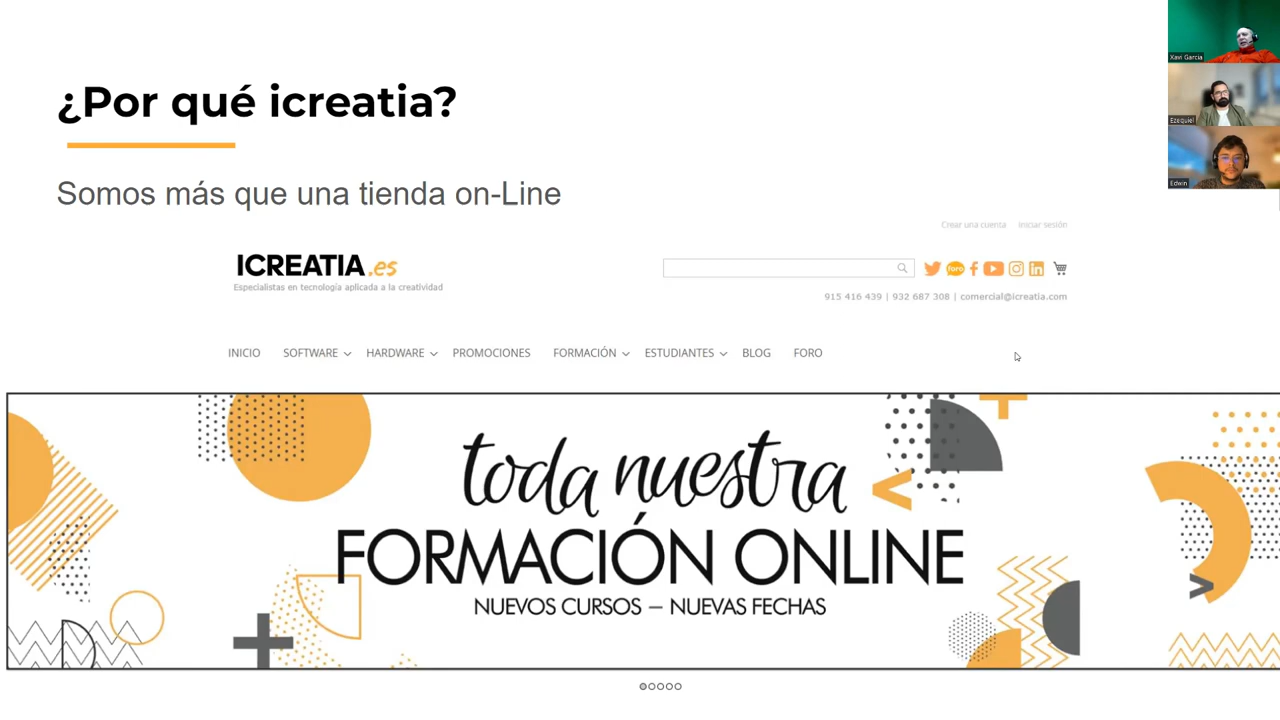 ¿Por qué icreatia?
Somos más que una tienda on-Line
Xavi Garcia
Ezequiel
Edwin
Crear una cuenta Iniciar sesión
ICREATIA.es
Especialistas en tecnología aplicada a la creatividad
foro
915 416 439 | 932 687 308 | comercial@icreatia.com
INICIO SOFTWARE HARDWARE PROMOCIONES FORMACIÓN ESTUDIANTES BLOG FORO
toda nuestra
FORMACIÓN ONLINE
NUEVOS CURSOS – NUEVAS FECHAS